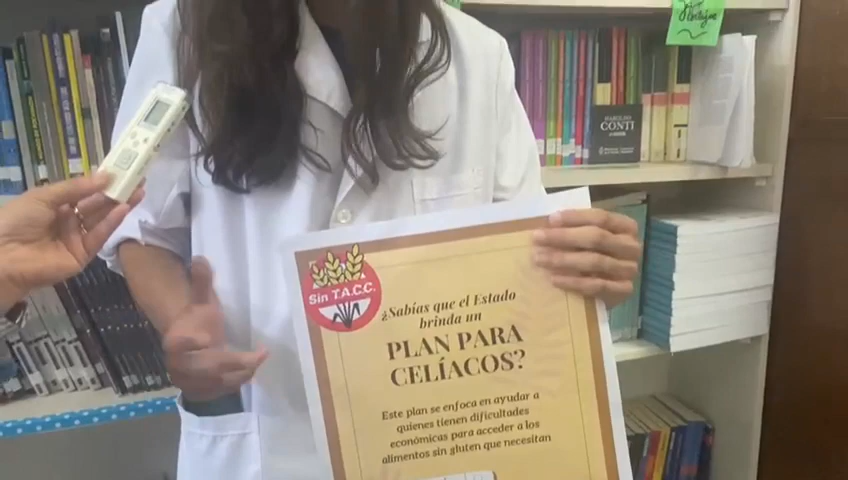 HAROLDO
CONTI
Sin T.A.C.C.
¿Sabías que el Estado
brinda un
PLAN PARA
CELÍACOS?
Este plan se enfoca en ayudar a
quienes tienen dificultades
económicas para acceder a los
alimentos sin gluten que necesitan